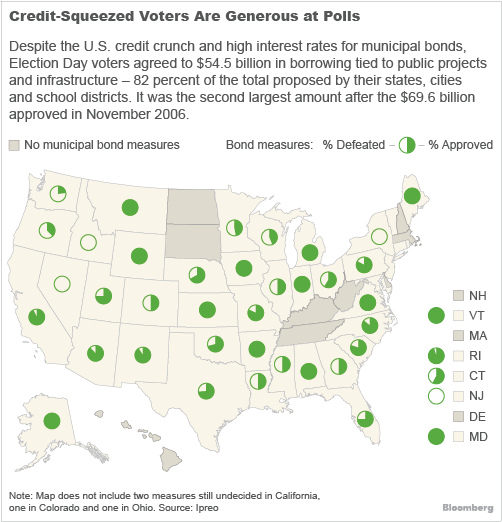 Credit-Squeezed Voters Are Generous at Polls
Despite the U.S. credit crunch and high interest rates for municipal bonds,
Election Day voters agreed to $54.5 billion in borrowing tied to public projects
and infrastructure – 82 percent of the total proposed by their states, cities
and school districts. It was the second largest amount after the $69.6 billion
approved in November 2006.
No municipal bond measures
Bond measures: % Defeated – – % Approved
NH
VT
MA
RI
CT
NJ
DE
MD
Note: Map does not include two measures still undecided in California,
one in Colorado and one in Ohio. Source: Ipreo
Bloomberg